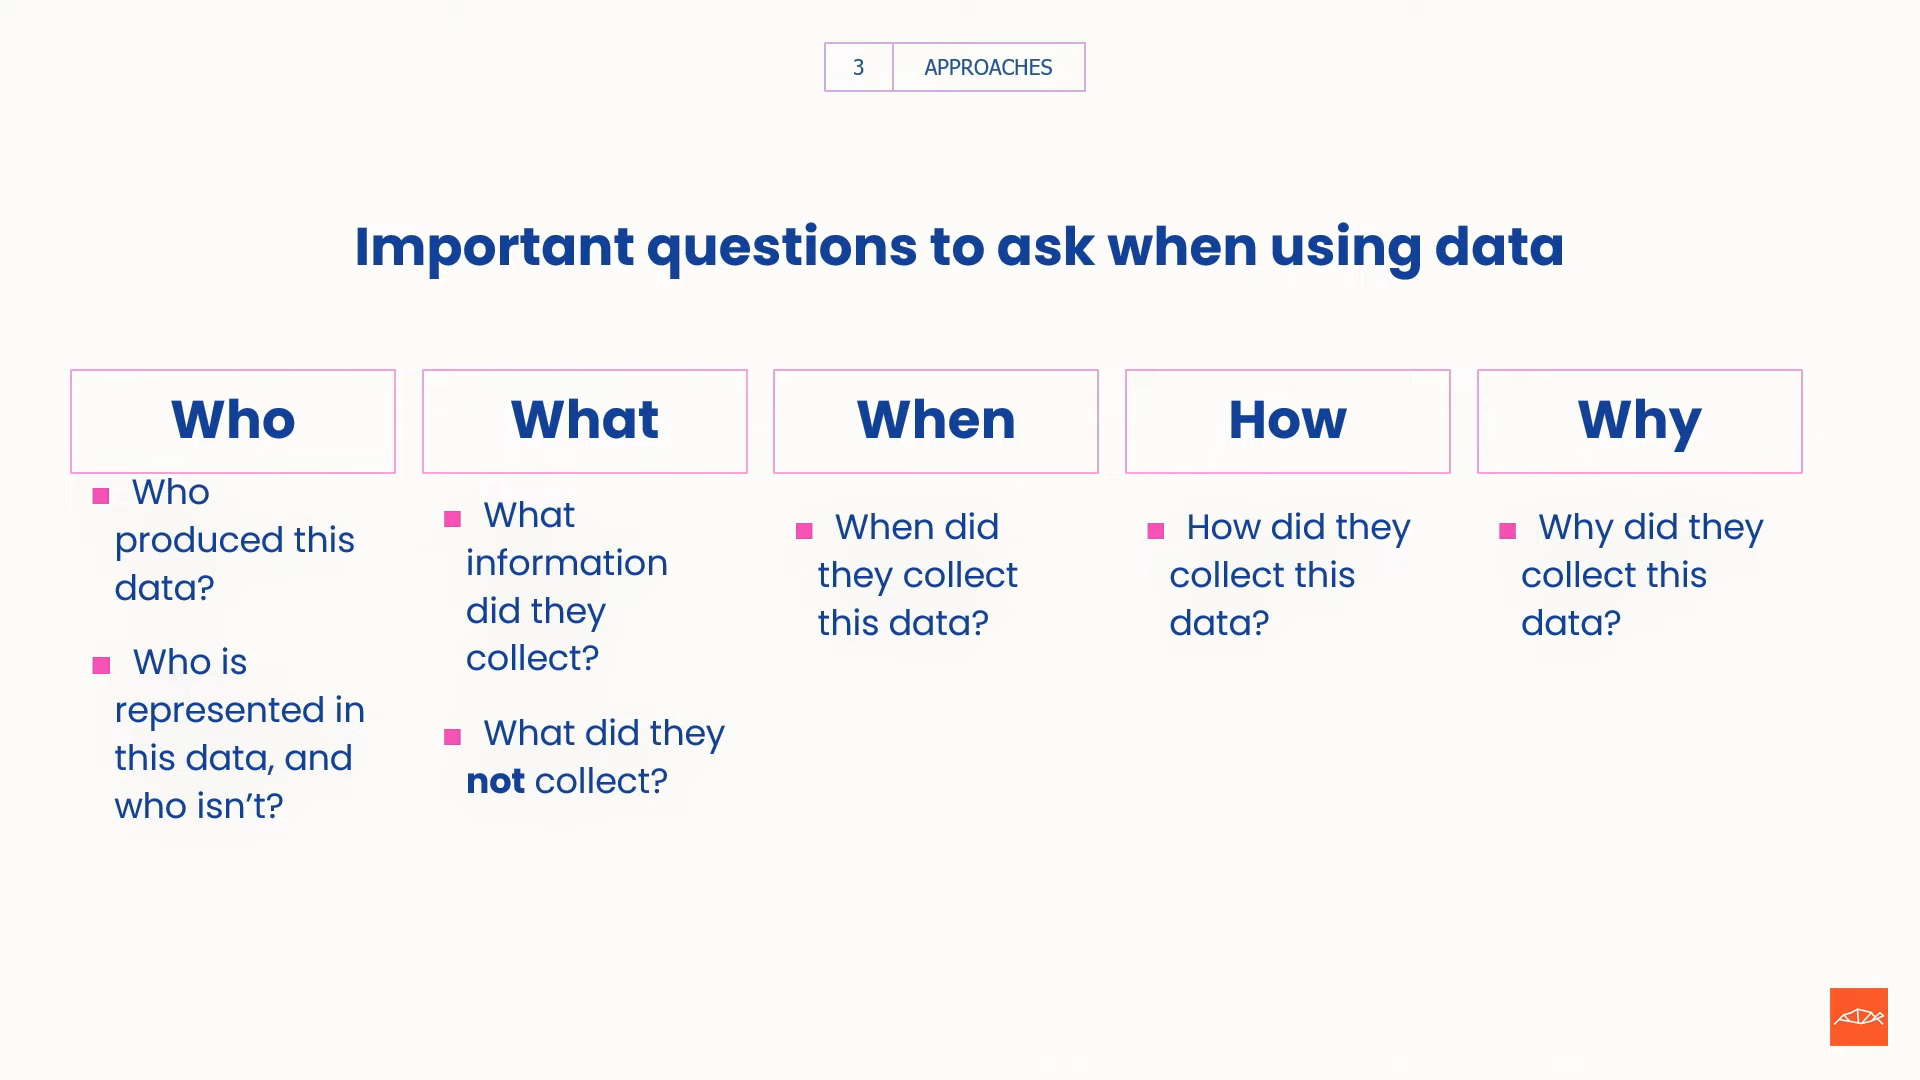 3 APPROACHES
Important questions to ask when using data
Who
Who
produced this
data?
Who is
represented in
this data, and
who isn’t?
What
What
information
did they
collect?
What did they
not collect?
When
When did
they collect
this data?
How
How did they
collect this
data?
Why
Why did they
collect this
data?